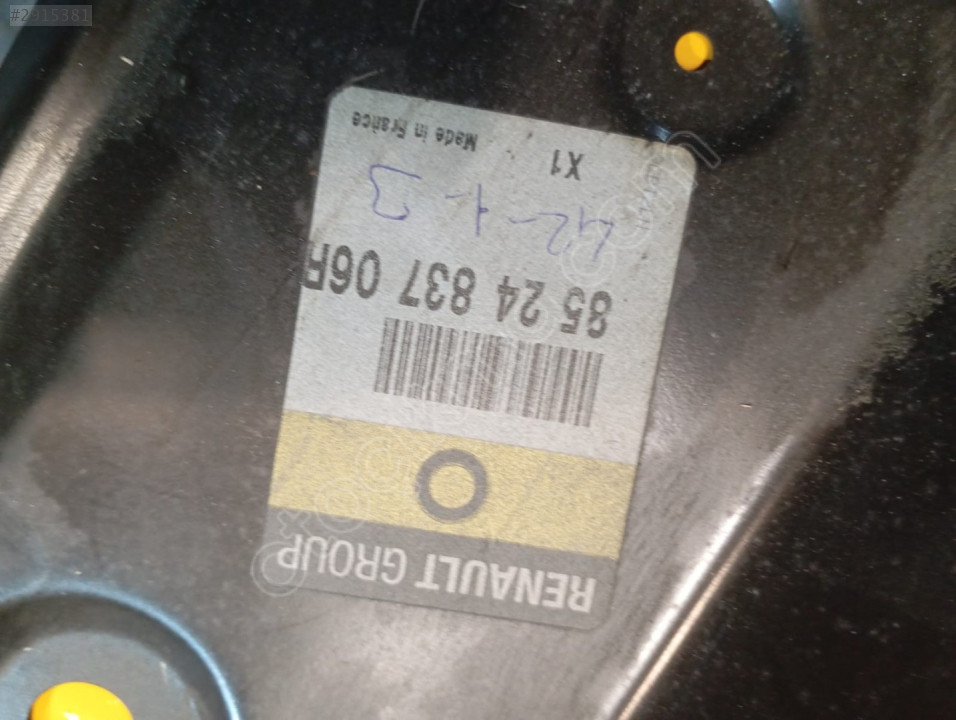 #2915381
RENAULT GROUP
85 24 837 06R
42-1-3
X1
Made in France